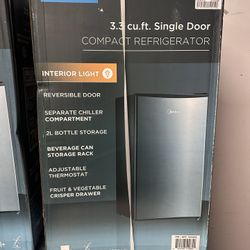 3.3 cu.ft. Single Door
COMPACT REFRIGERATOR
INTERIOR LIGHT
REVERSIBLE DOOR
SEPARATE CHILLER
COMPARTMENT
2L BOTTLE STORAGE
BEVERAGE CAN
STORAGE RACK
ADJUSTABLE
THERMOSTAT
FRUIT & VEGETABLE
CRISPER DRAWER
Midea